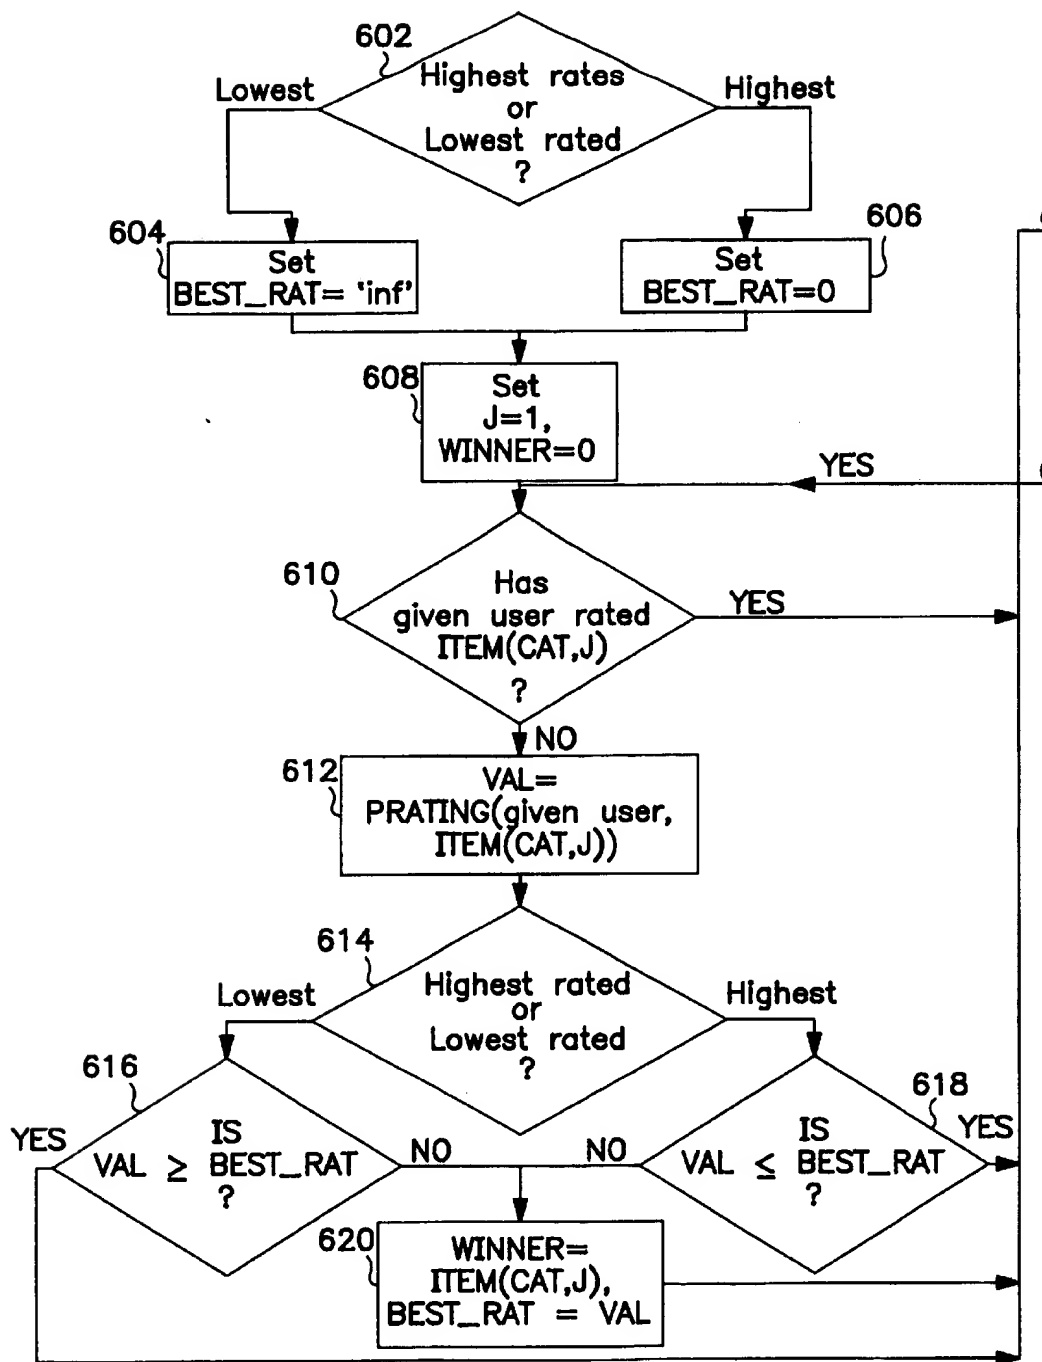 602
Highest rates
or
Lowest rated
?
Lowest
Highest
604
Set
BEST_RAT= 'inf'
606
Set
BEST_RAT=0
6
608
Set
J=1,
WINNER=0
YES
6
610
Has
given user rated
ITEM(CAT,J)
?
YES
NO
612
VAL=
PRATING(given user,
ITEM(CAT,J))
614
Highest rated
or
Lowest rated
?
Lowest
Highest
616
IS
VAL ≥ BEST_RAT
?
YES
NO
618
IS
VAL ≤ BEST_RAT
?
NO
YES
620
WINNER=
ITEM(CAT,J),
BEST_RAT = VAL